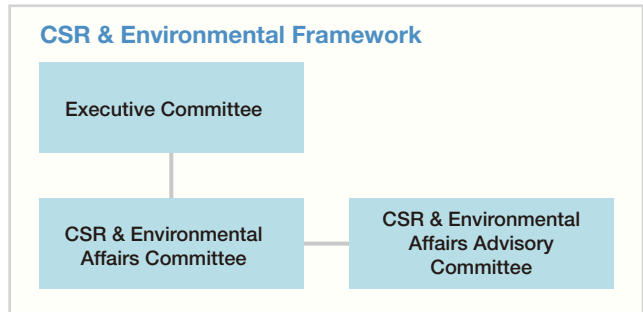 CSR & Environmental Framework
Executive Committee
CSR & Environmental
Affairs Committee
CSR & Environmental
Affairs Advisory
Committee